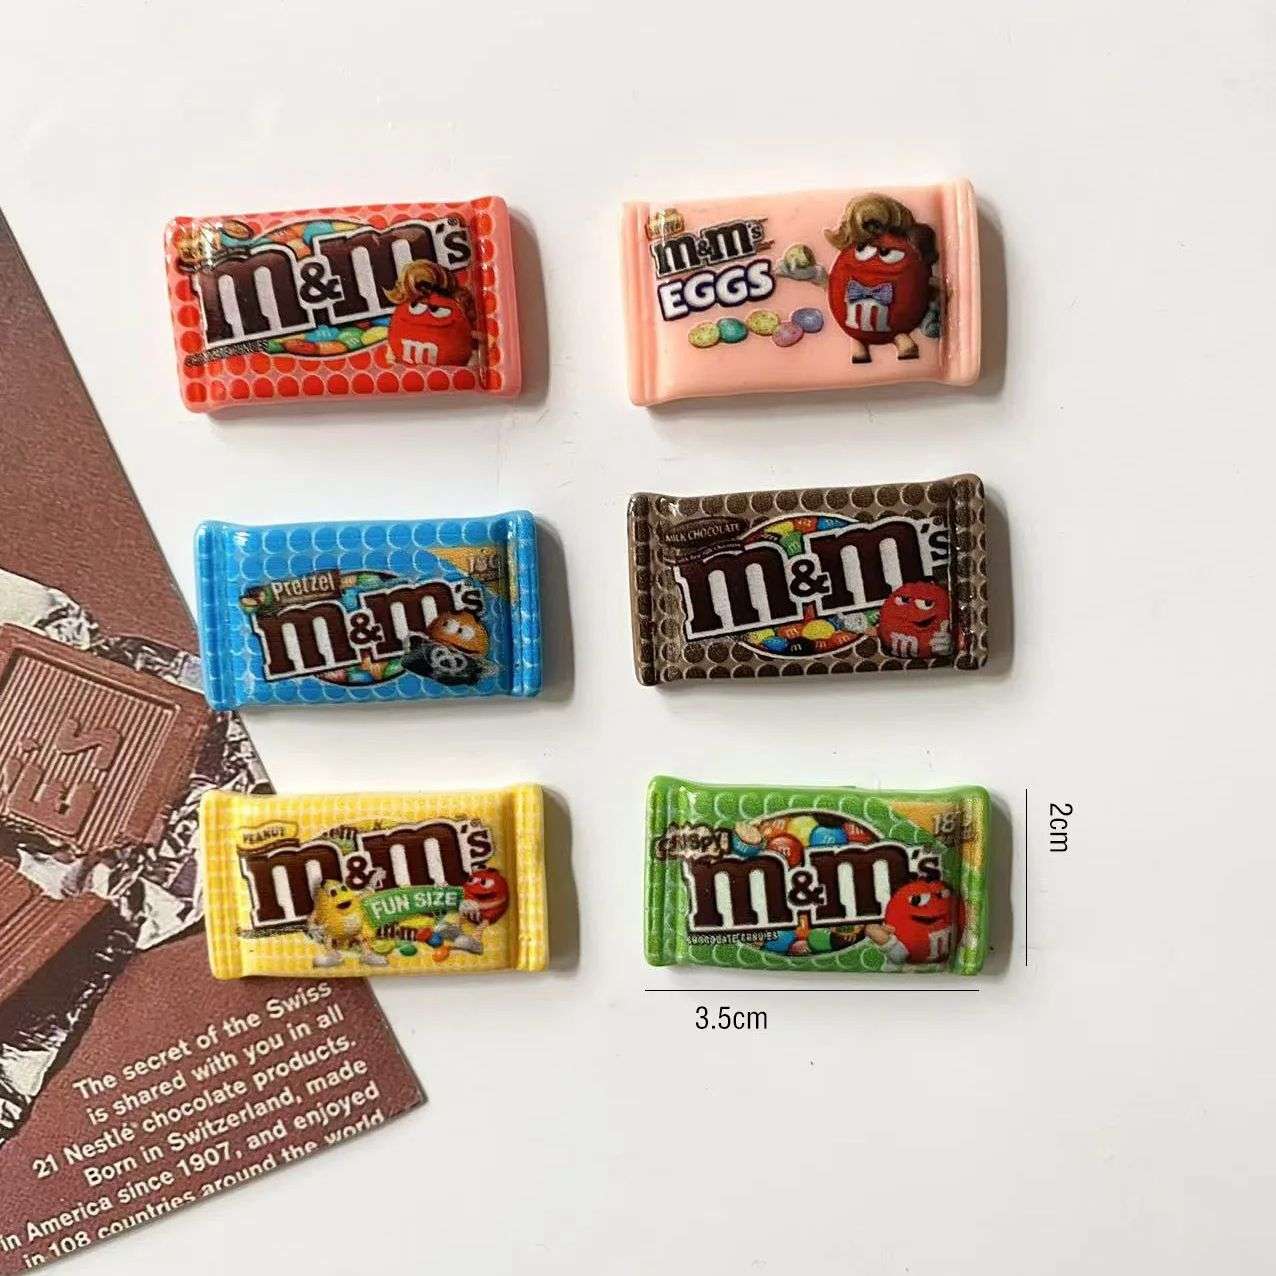 m&m's
m
m&m's
EGGS
m
Pretzel
m&m's
MILK CHOCOLATE
m&m's
m
PEANUT
m&m's
FUN SIZE
m&m's
m
CRISPY
m&m's
CHOCOLATE CANDIES
m
2cm
3.5cm
The secret of the Swiss
is shared with you in all
21 Nestlé chocolate products.
Born in Switzerland, made
in America since 1907, and enjoyed
in 108 countries around the world